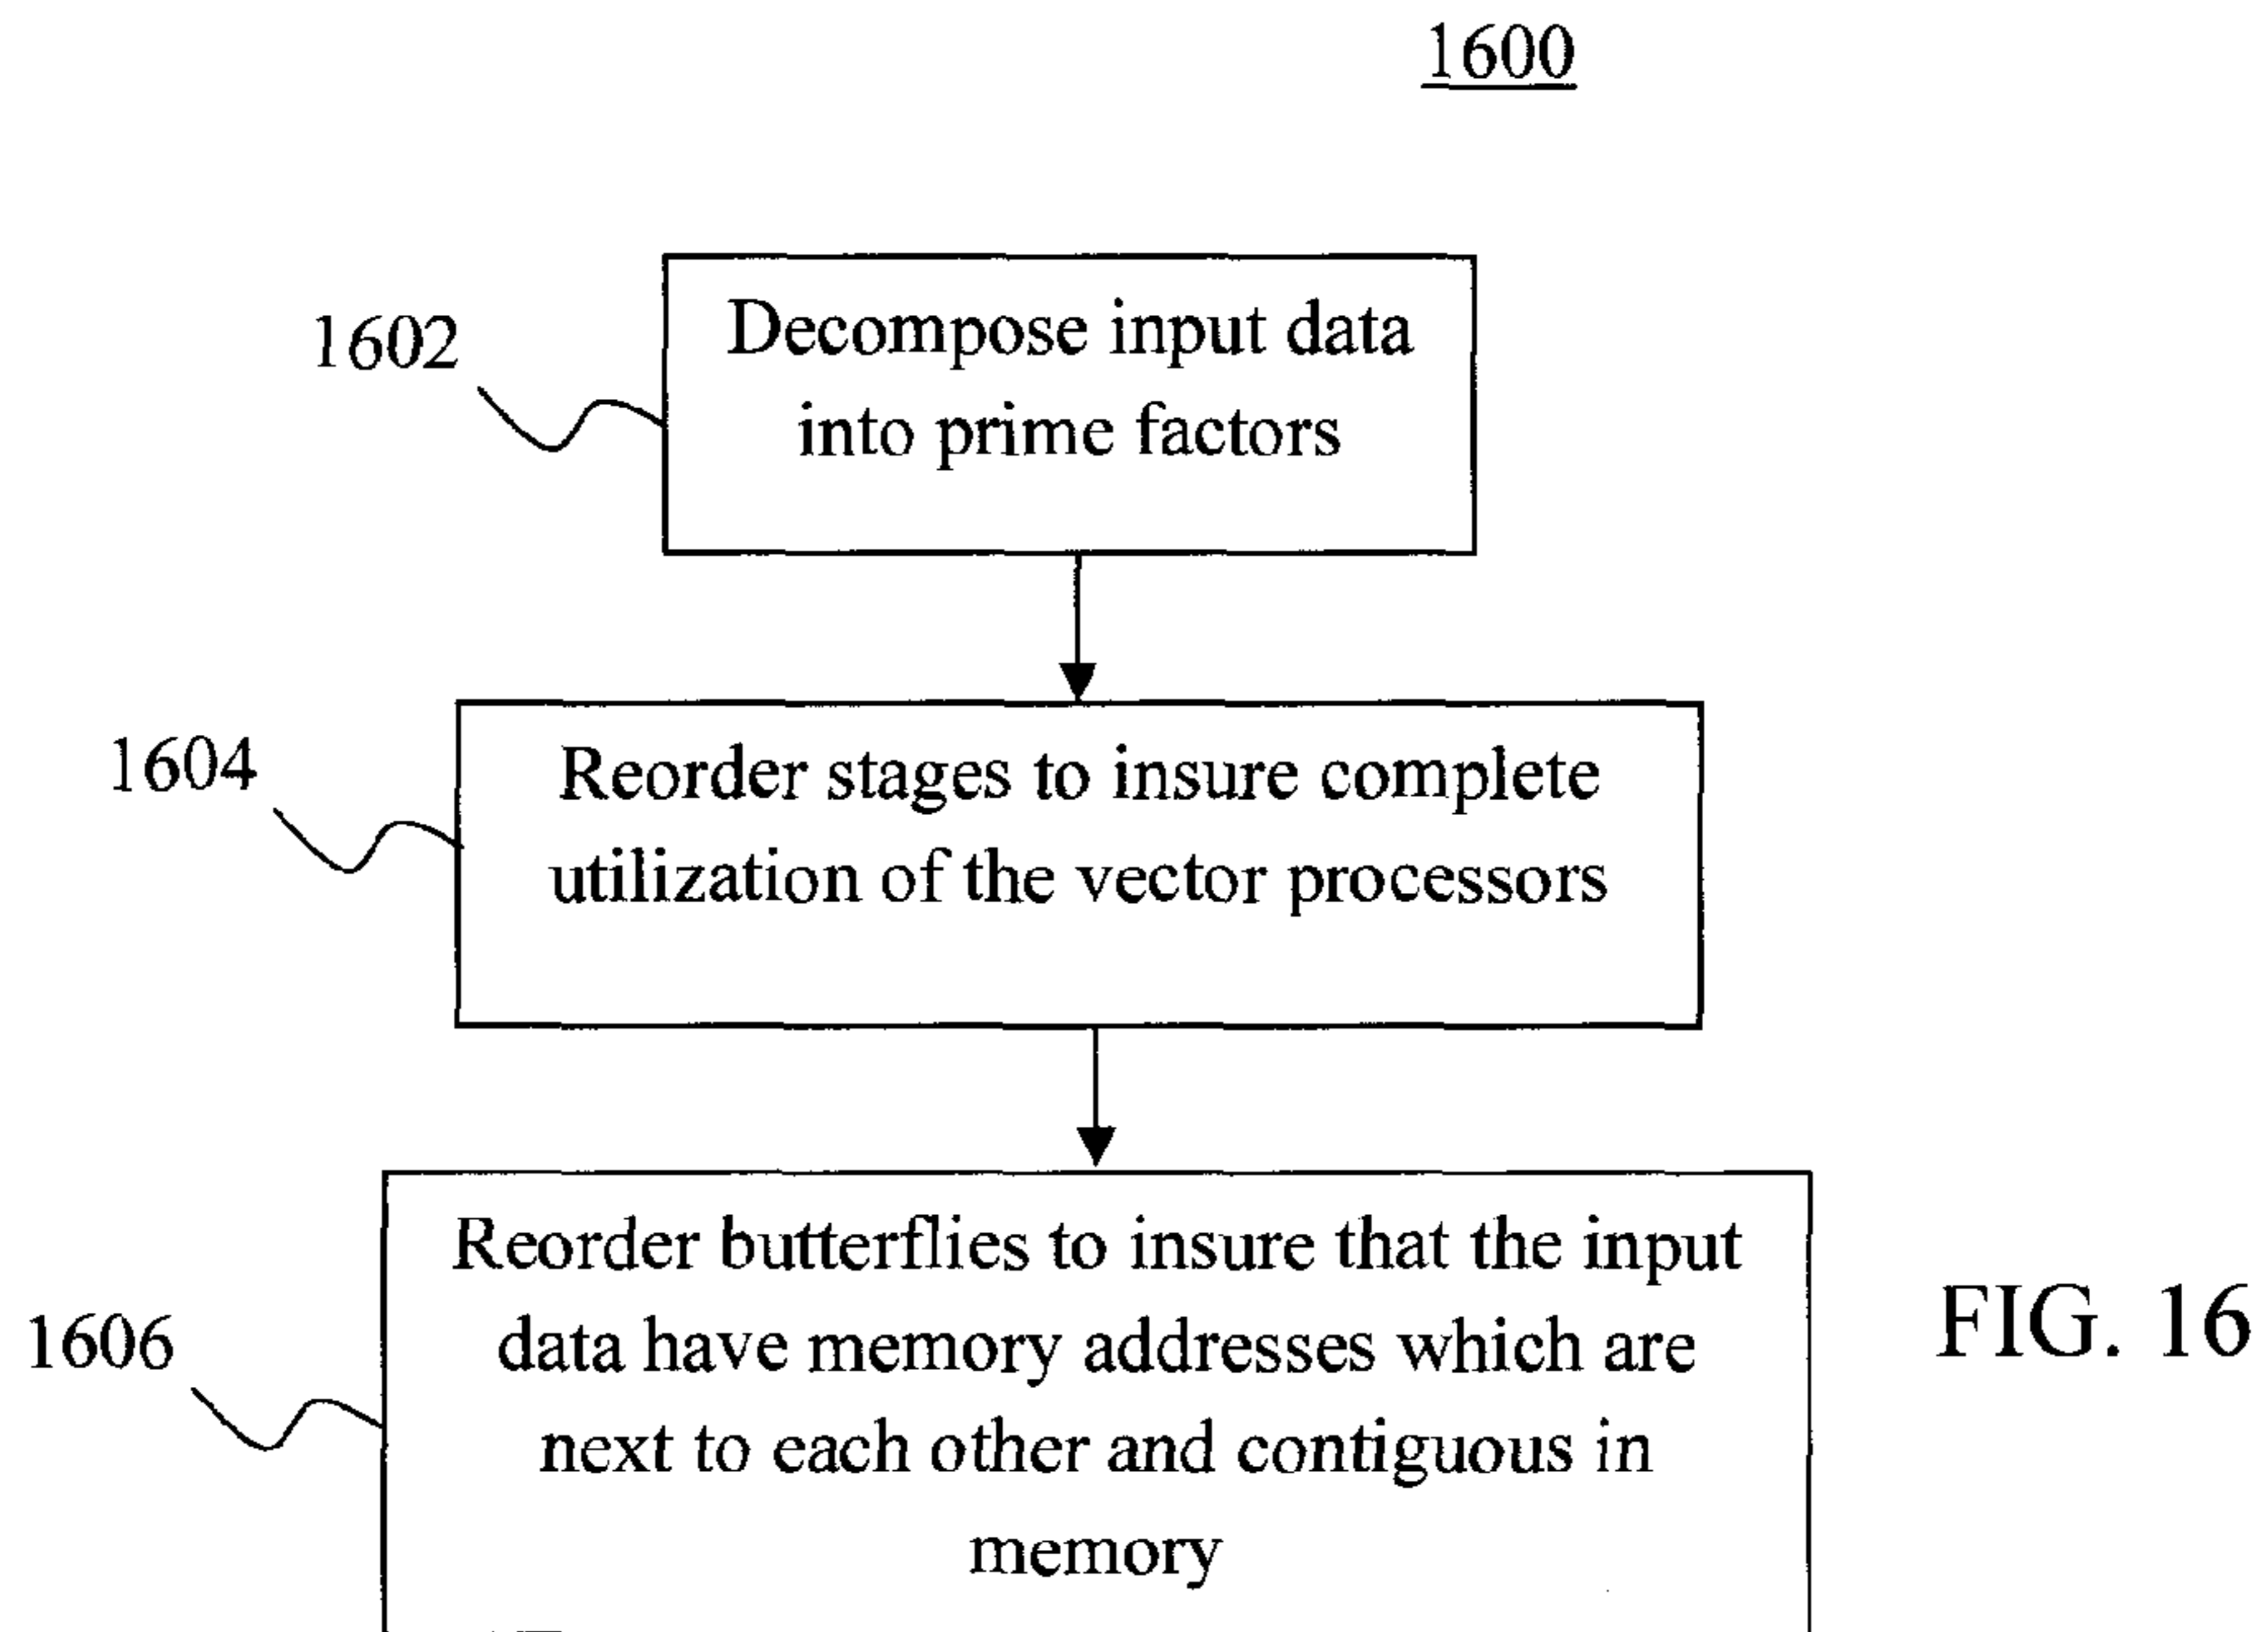 1600
1602
Decompose input data
into prime factors
1604
Reorder stages to insure complete
utilization of the vector processors
1606
Reorder butterflies to insure that the input
data have memory addresses which are
next to each other and contiguous in
memory
FIG. 16